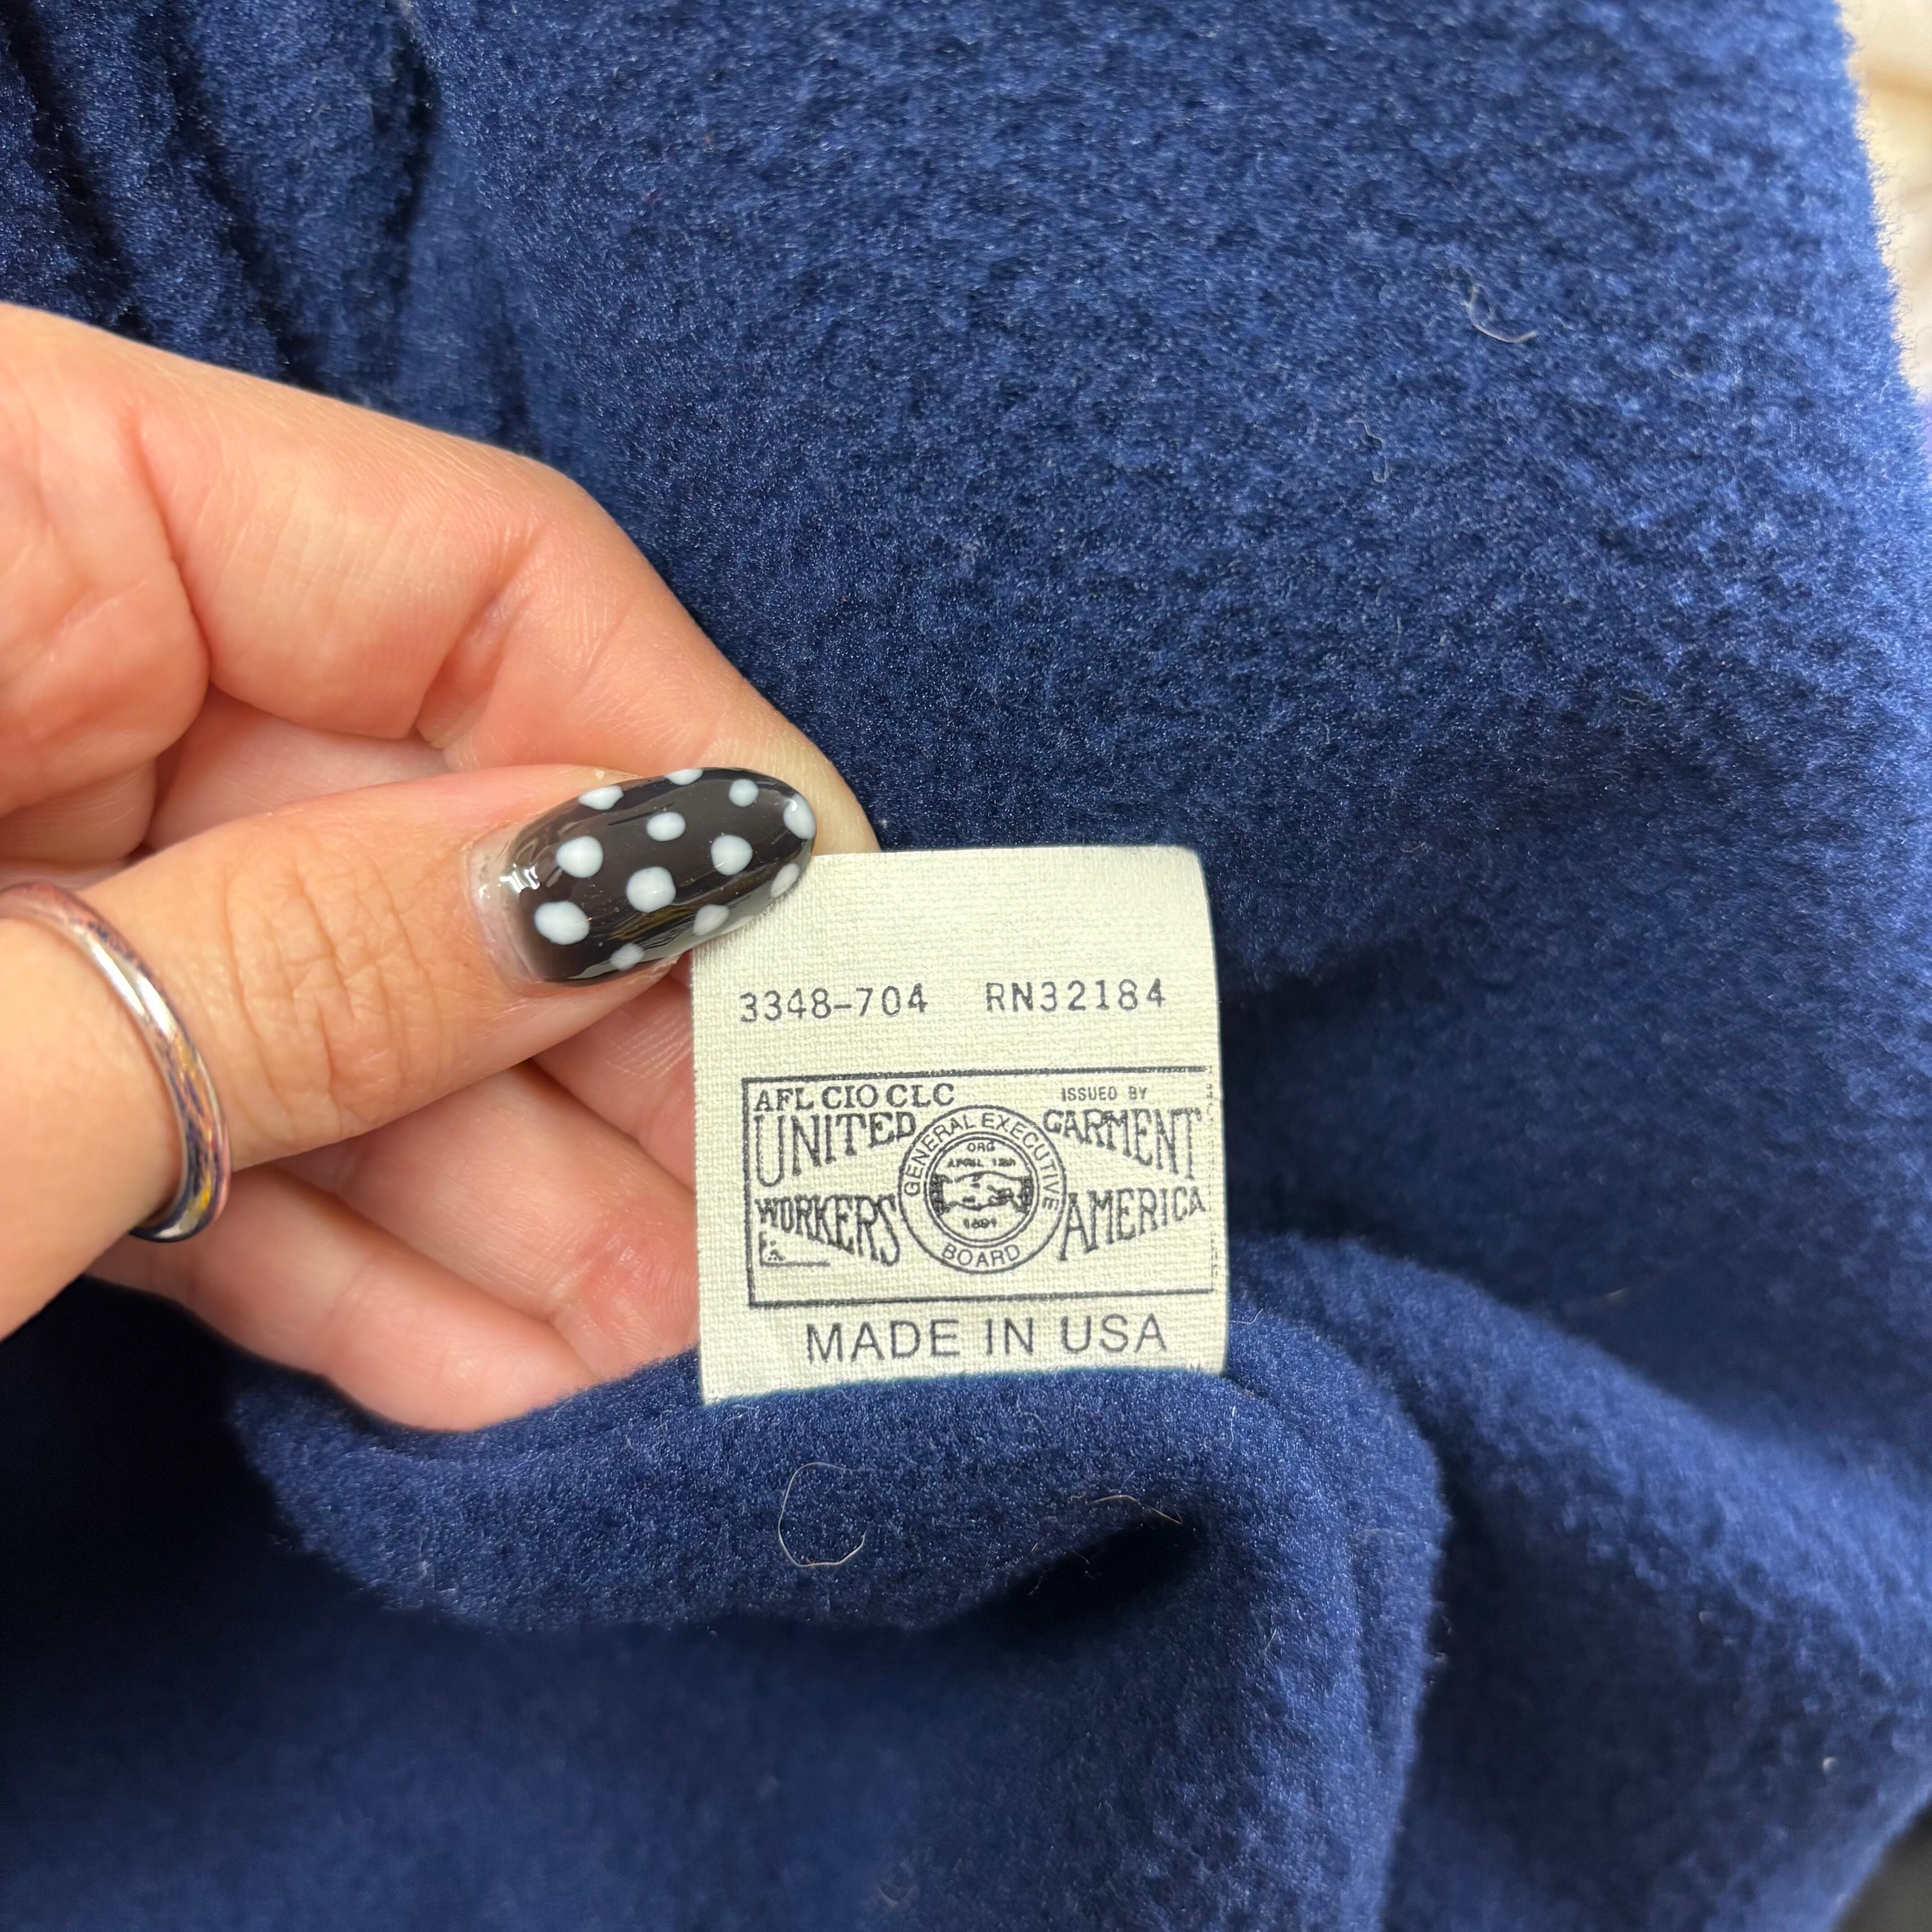 3348-704 RN32184
AFL CIO CLC ISSUED BY
UNITED GARMENT
WORKERS AMERICA
GENERAL EXECUTIVE
BOARD
ORG
APRIL 12
1891
MADE IN USA